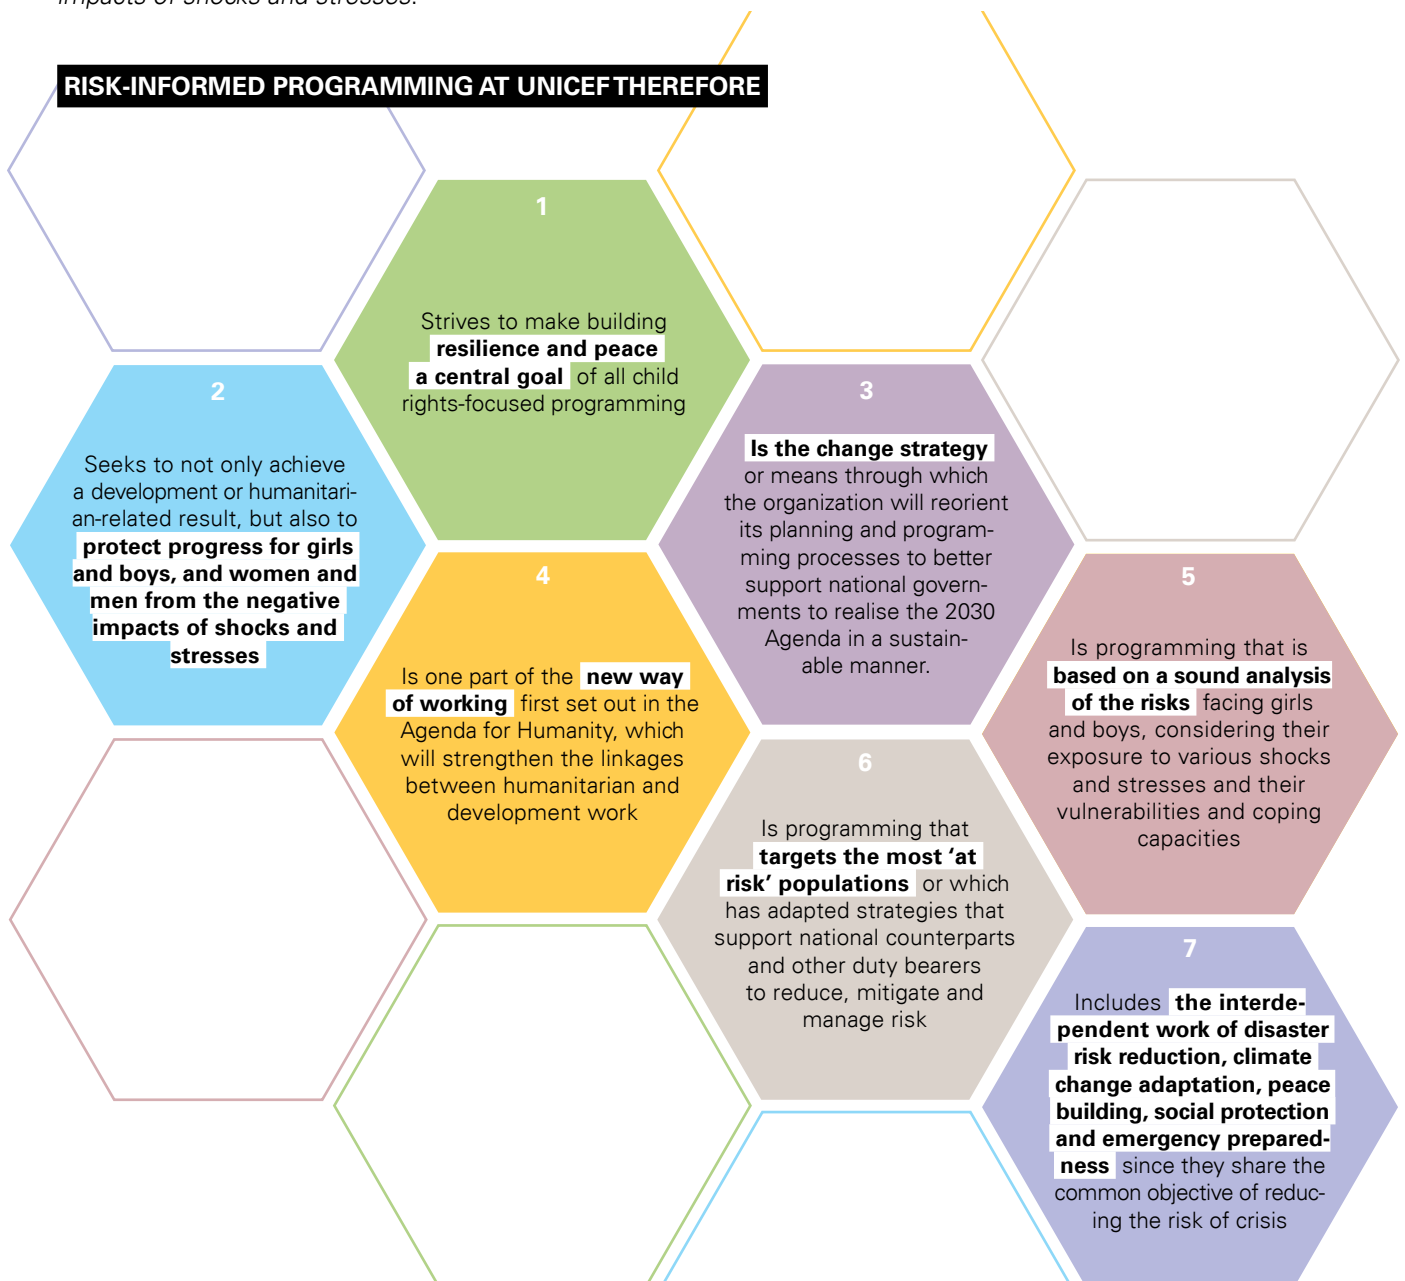 impacts of shocks and stresses.
RISK-INFORMED PROGRAMMING AT UNICEF THEREFORE
1
Strives to make building
resilience and peace
a central goal of all child
rights-focused programming
2
Seeks to not only achieve
a development or humanitari-
an-related result, but also to
protect progress for girls
and boys, and women and
men from the negative
impacts of shocks and
stresses
3
Is the change strategy
or means through which
the organization will reorient
its planning and program-
ming processes to better
support national govern-
ments to realise the 2030
Agenda in a sustain-
able manner.
4
Is one part of the new way
of working first set out in the
Agenda for Humanity, which
will strengthen the linkages
between humanitarian and
development work
5
Is programming that is
based on a sound analysis
of the risks facing girls
and boys, considering their
exposure to various shocks
and stresses and their
vulnerabilities and coping
capacities
6
Is programming that
targets the most ‘at
risk’ populations or which
has adapted strategies that
support national counterparts
and other duty bearers
to reduce, mitigate and
manage risk
7
Includes the interde-
pendent work of disaster
risk reduction, climate
change adaptation, peace
building, social protection
and emergency prepared-
ness since they share the
common objective of reduc-
ing the risk of crisis